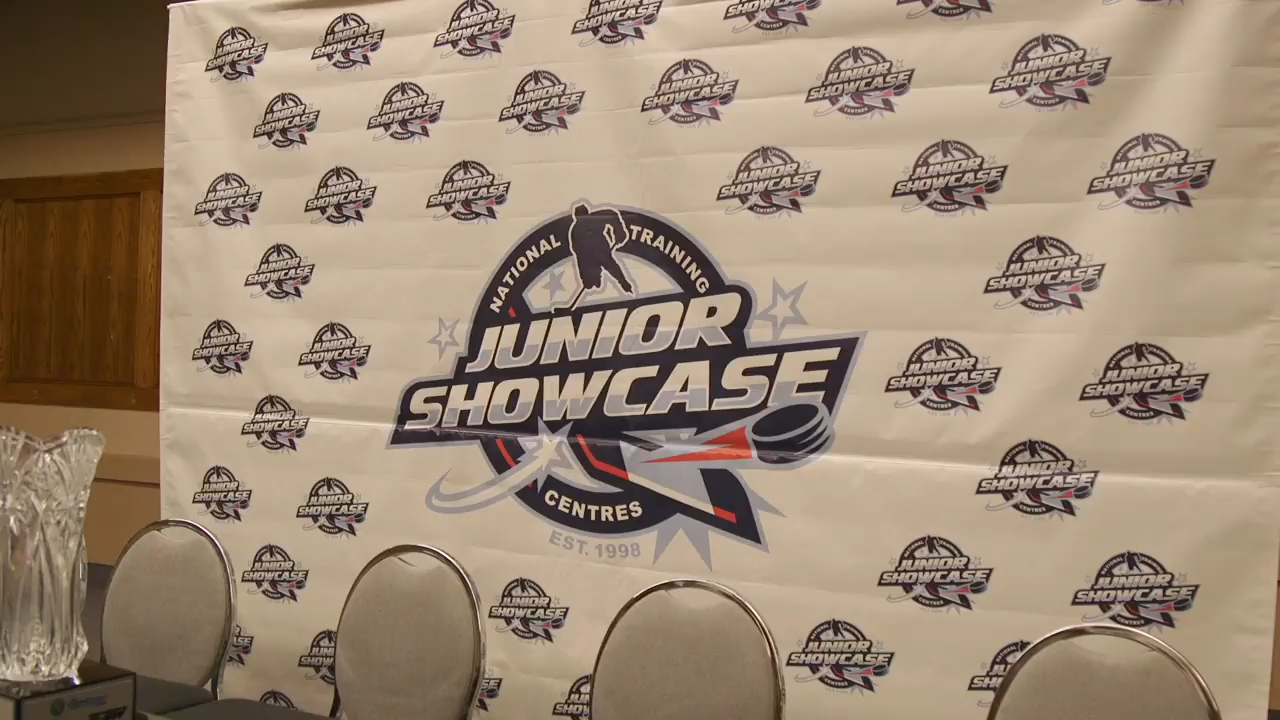 NATIONAL TRAINING
JUNIOR
SHOWCASE
CENTRES
EST. 1998